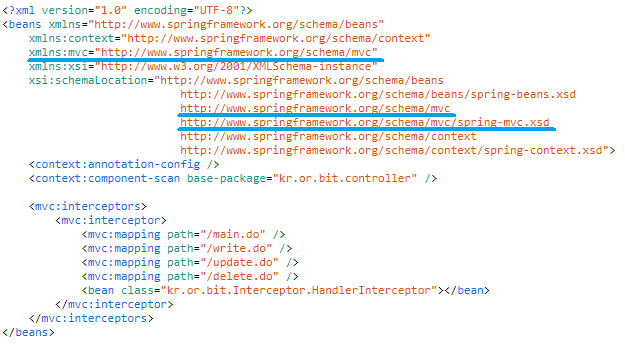 <?xml version="1.0" encoding="UTF-8"?>
<beans xmlns="http://www.springframework.org/schema/beans"
xmlns:context="http://www.springframework.org/schema/context"
xmlns:mvc="http://www.springframework.org/schema/mvc"
xmlns:xsi="http://www.w3.org/2001/XMLSchema-instance"
xsi:schemaLocation="http://www.springframework.org/schema/beans
http://www.springframework.org/schema/beans/spring-beans.xsd
http://www.springframework.org/schema/mvc
http://www.springframework.org/schema/mvc/spring-mvc.xsd
http://www.springframework.org/schema/context
http://www.springframework.org/schema/context/spring-context.xsd">
<context:annotation-config />
<context:component-scan base-package="kr.or.bit.controller" />
<mvc:interceptors>
<mvc:interceptor>
<mvc:mapping path="/main.do" />
<mvc:mapping path="/write.do" />
<mvc:mapping path="/update.do" />
<mvc:mapping path="/delete.do" />
<bean class="kr.or.bit.Interceptor.HandlerInterceptor"></bean>
</mvc:interceptor>
</mvc:interceptors>
</beans>